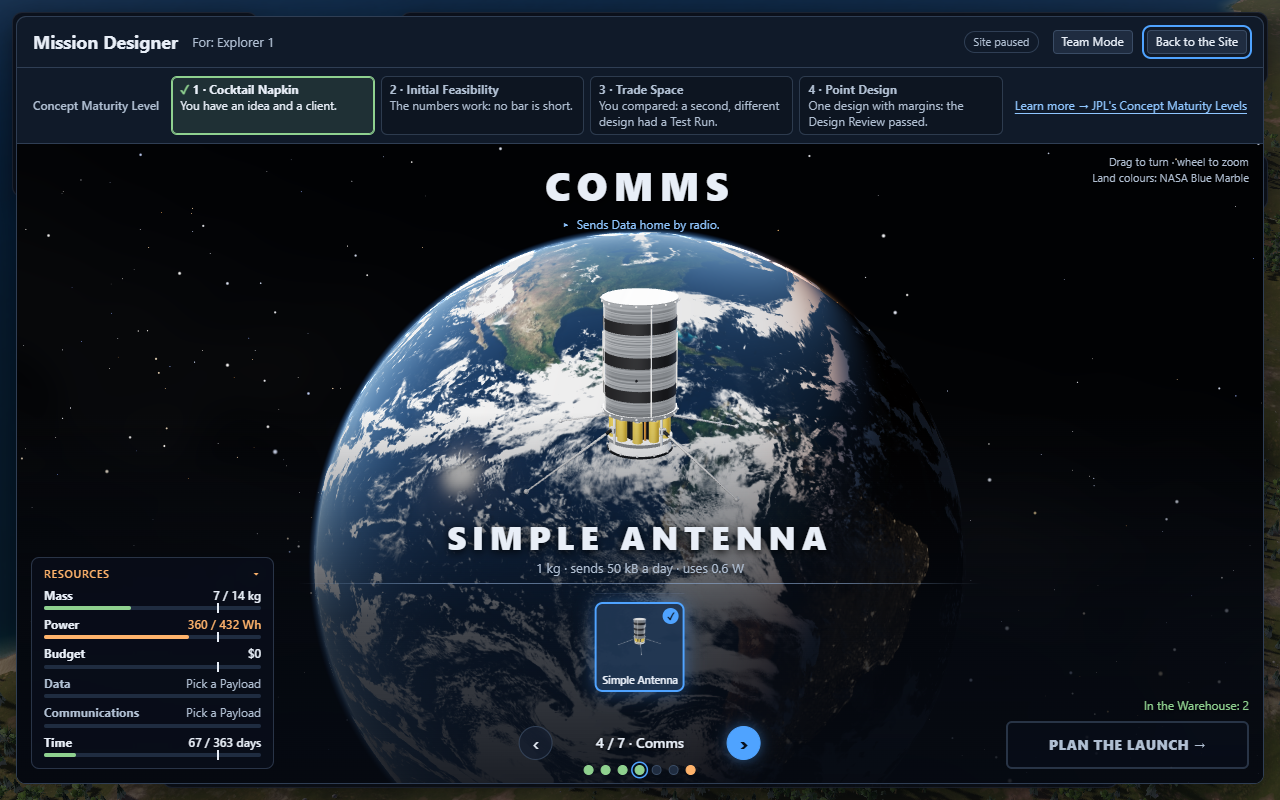 Mission Designer
For: Explorer 1
Site paused
Team Mode
Back to the Site
Concept Maturity Level
✓ 1 · Cocktail Napkin
You have an idea and a client.
2 · Initial Feasibility
The numbers work: no bar is short.
3 · Trade Space
You compared: a second, different
design had a Test Run.
4 · Point Design
One design with margins: the
Design Review passed.
Learn more → JPL's Concept Maturity Levels
Drag to turn · wheel to zoom
Land colours: NASA Blue Marble
COMMS
▸ Sends Data home by radio.
SIMPLE ANTENNA
1 kg · sends 50 kB a day · uses 0.6 W
Simple Antenna
RESOURCES
Mass 7 / 14 kg
Power 360 / 432 Wh
Budget $0
Data Pick a Payload
Communications Pick a Payload
Time 67 / 363 days
‹ 4 / 7 · Comms ›
In the Warehouse: 2
PLAN THE LAUNCH →